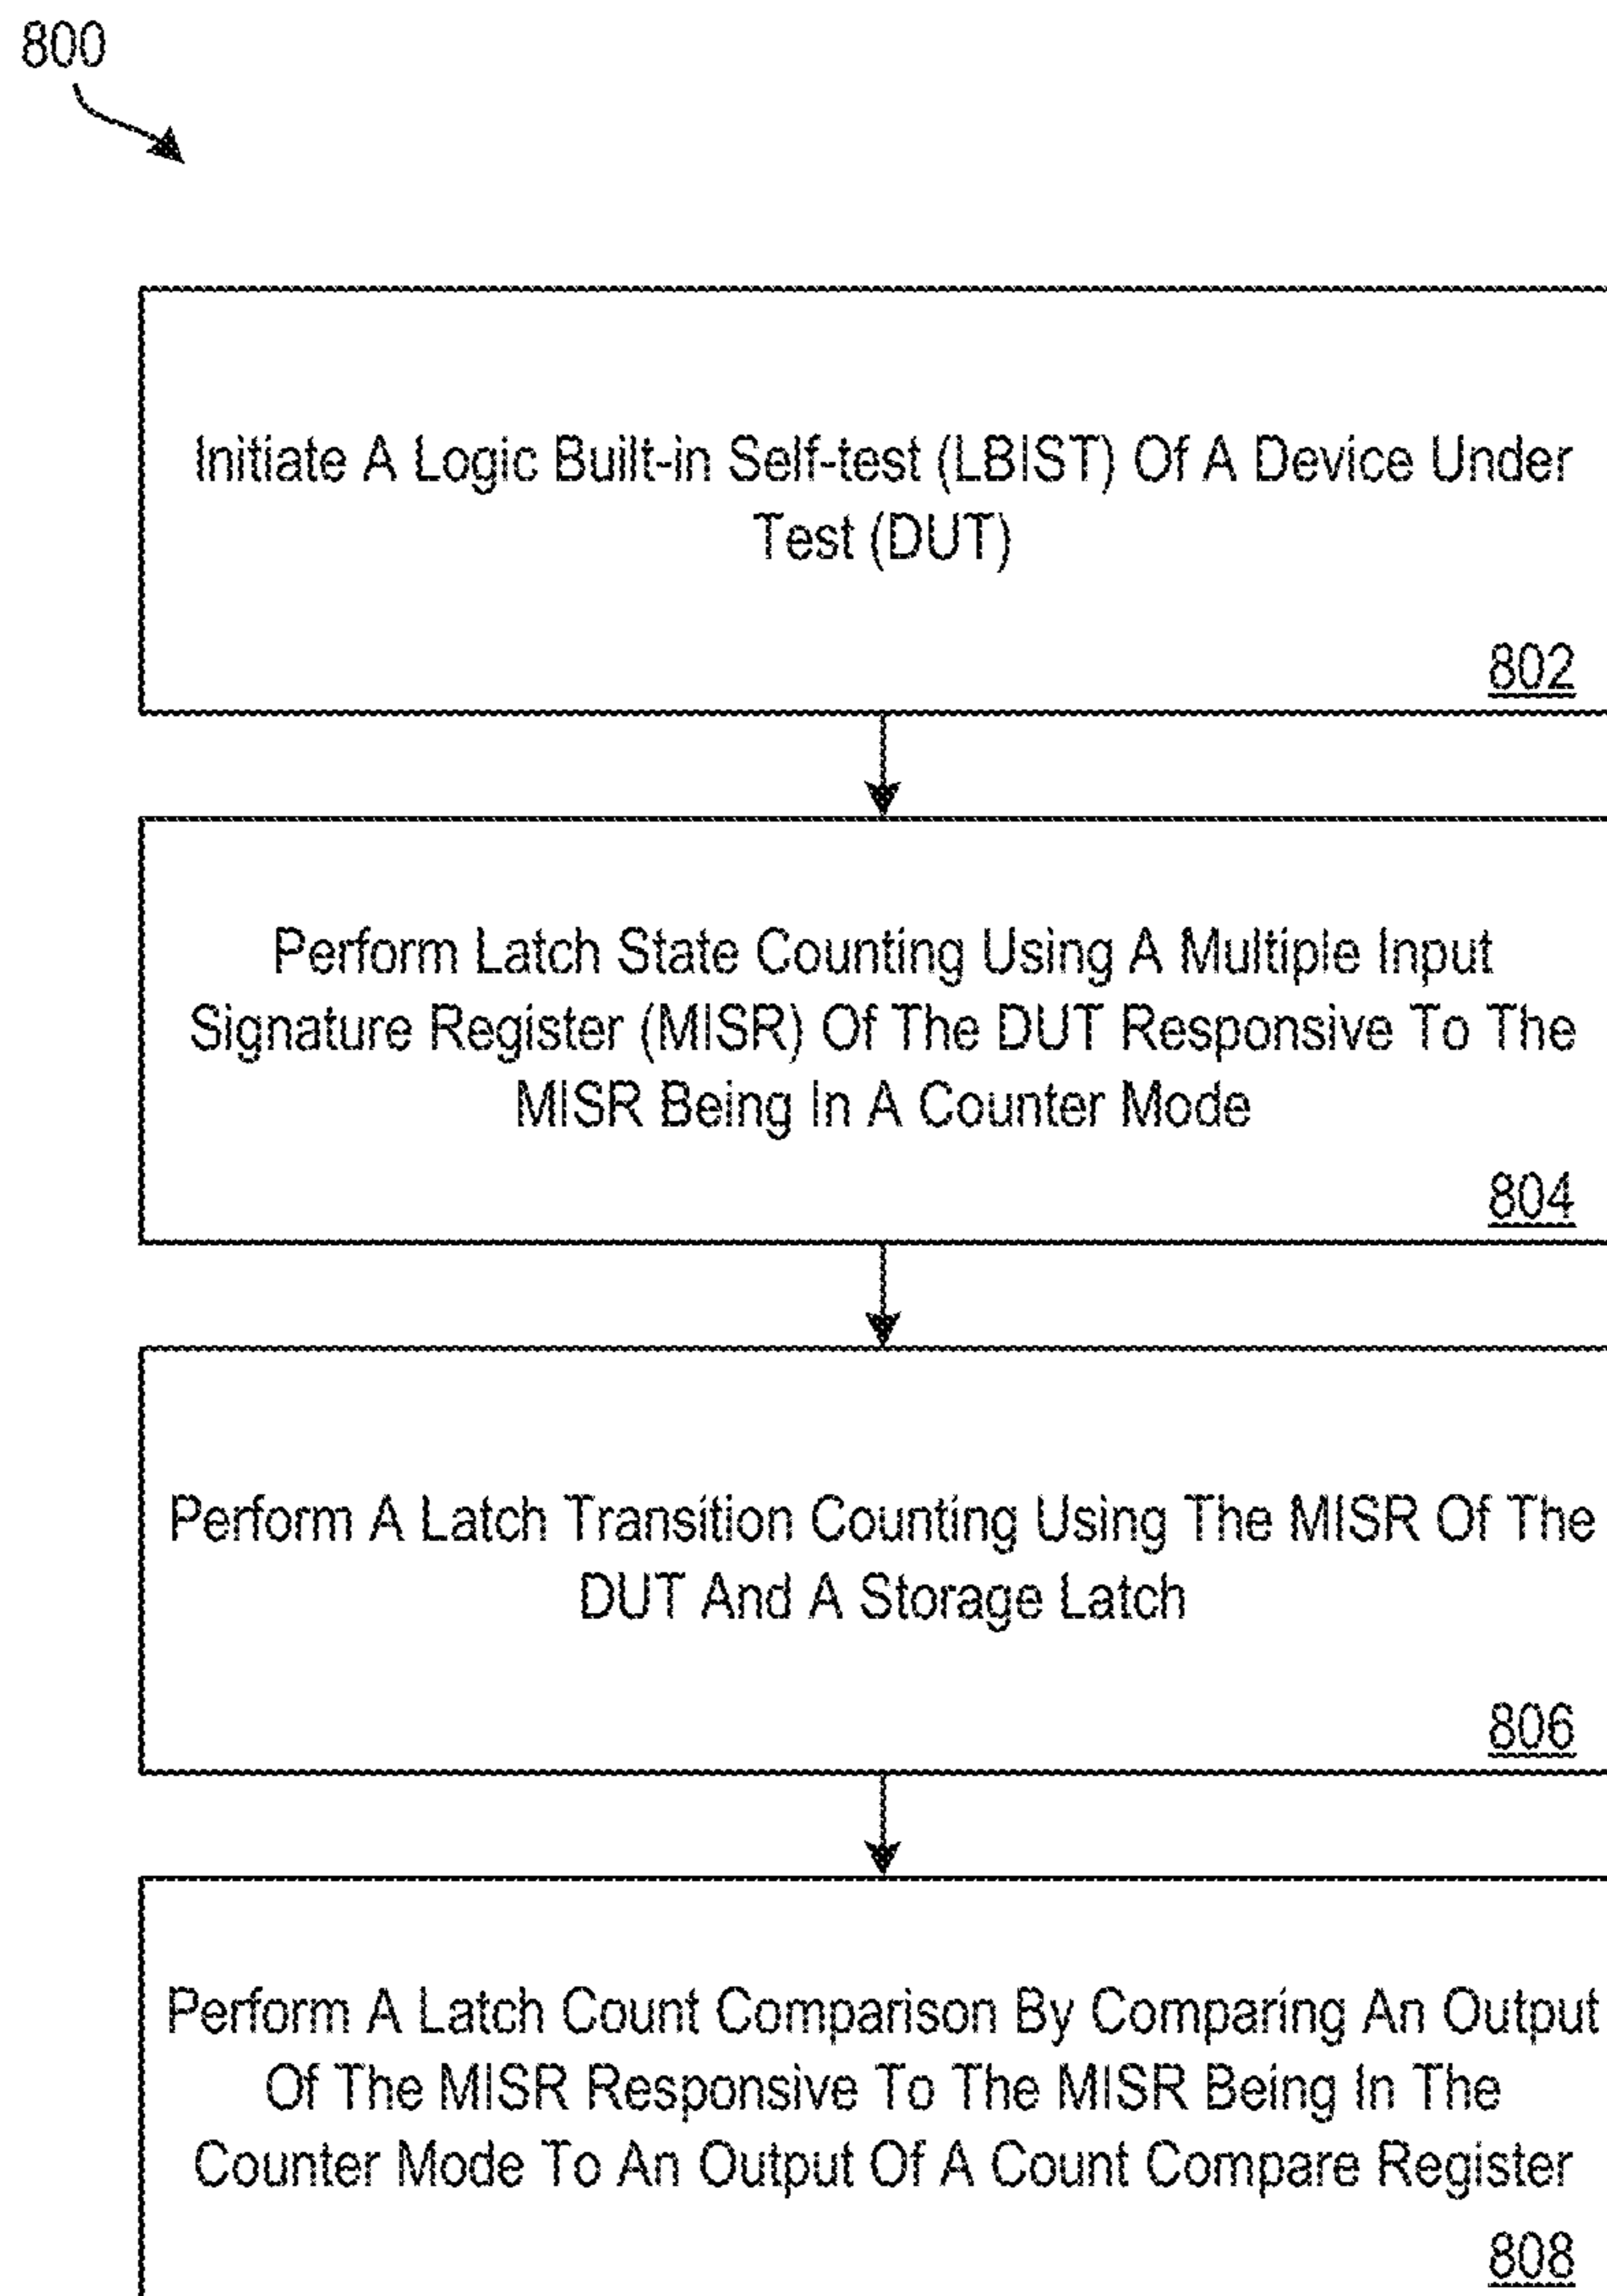 800
Initiate A Logic Built-in Self-test (LBIST) Of A Device Under
Test (DUT)
802
Perform Latch State Counting Using A Multiple Input
Signature Register (MISR) Of The DUT Responsive To The
MISR Being In A Counter Mode
804
Perform A Latch Transition Counting Using The MISR Of The
DUT And A Storage Latch
806
Perform A Latch Count Comparison By Comparing An Output
Of The MISR Responsive To The MISR Being In The
Counter Mode To An Output Of A Count Compare Register
808